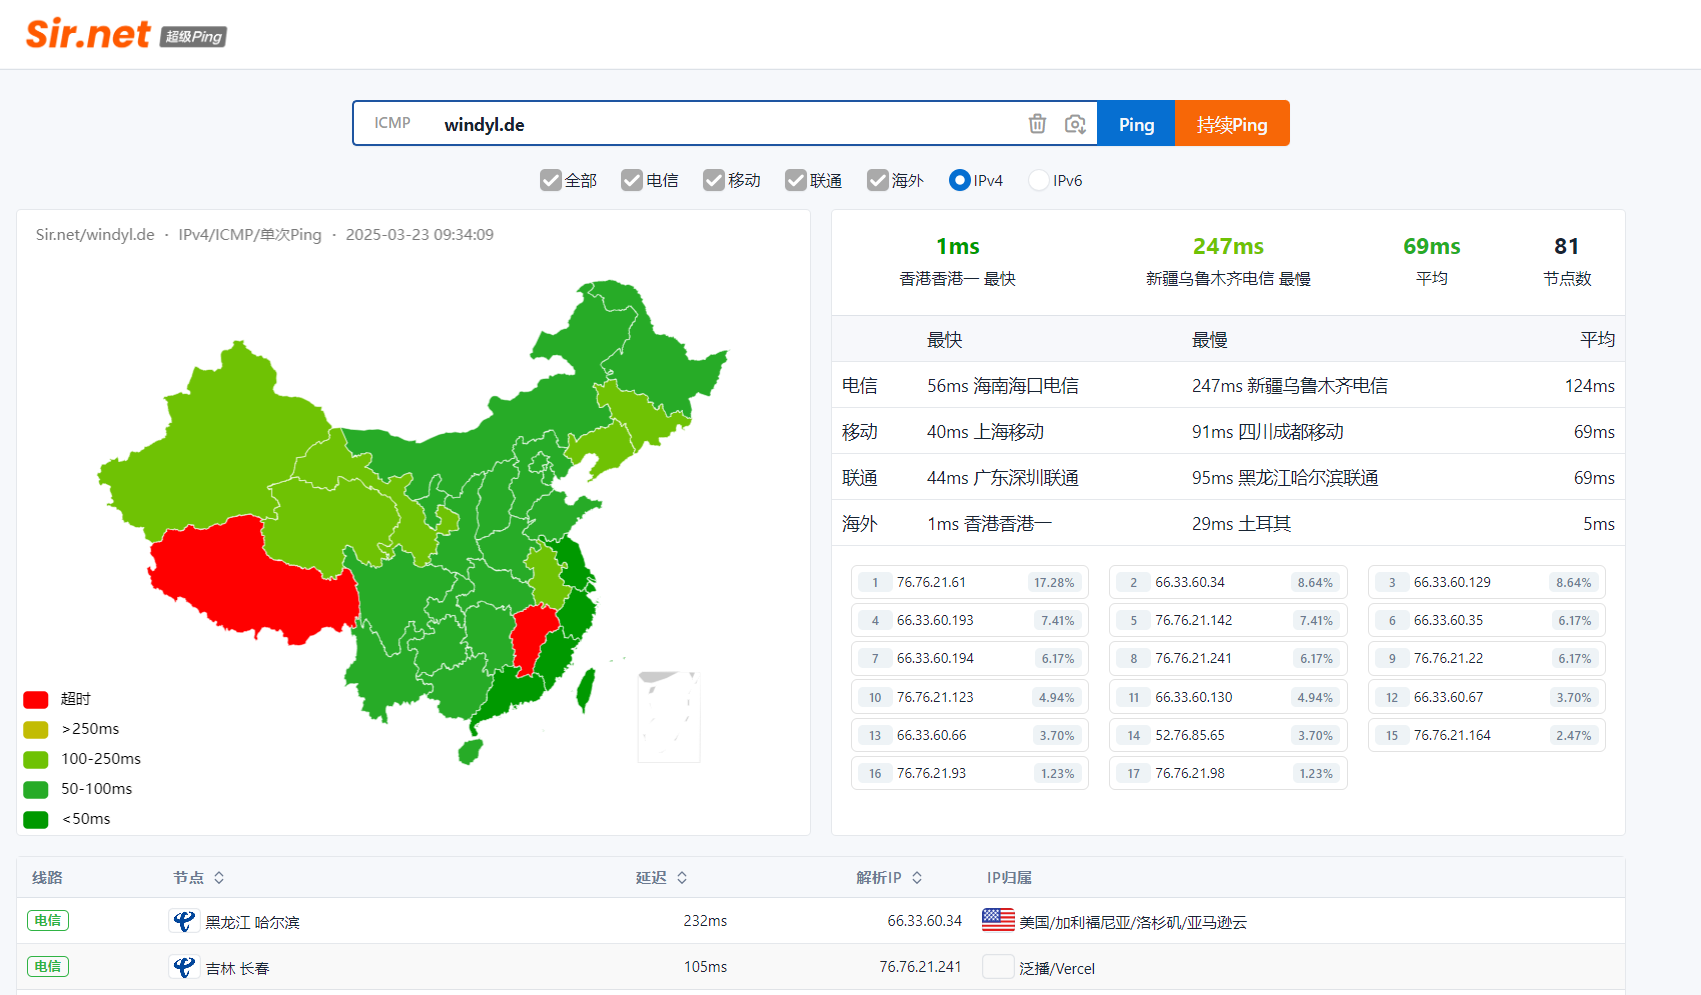 Sir.net 超级Ping
ICMP windyl.de Ping 持续Ping
全部 电信 移动 联通 海外 IPv4 IPv6
Sir.net/windyl.de · IPv4/ICMP/单次Ping · 2025-03-23 09:34:09
超时
>250ms
100-250ms
50-100ms
<50ms
1ms 247ms 69ms 81
香港香港一 最快 新疆乌鲁木齐电信 最慢 平均 节点数
最快 最慢 平均
电信 56ms 海南海口电信 247ms 新疆乌鲁木齐电信 124ms
移动 40ms 上海移动 91ms 四川成都移动 69ms
联通 44ms 广东深圳联通 95ms 黑龙江哈尔滨联通 69ms
海外 1ms 香港香港一 29ms 土耳其 5ms
1 76.76.21.61 17.28% 2 66.33.60.34 8.64% 3 66.33.60.129 8.64%
4 66.33.60.193 7.41% 5 76.76.21.142 7.41% 6 66.33.60.35 6.17%
7 66.33.60.194 6.17% 8 76.76.21.241 6.17% 9 76.76.21.22 6.17%
10 76.76.21.123 4.94% 11 66.33.60.130 4.94% 12 66.33.60.67 3.70%
13 66.33.60.66 3.70% 14 52.76.85.65 3.70% 15 76.76.21.164 2.47%
16 76.76.21.93 1.23% 17 76.76.21.98 1.23%
线路 节点 延迟 解析IP IP归属
电信 黑龙江 哈尔滨 232ms 66.33.60.34 美国/加利福尼亚/洛杉矶/亚马逊云
电信 吉林 长春 105ms 76.76.21.241 泛播/Vercel